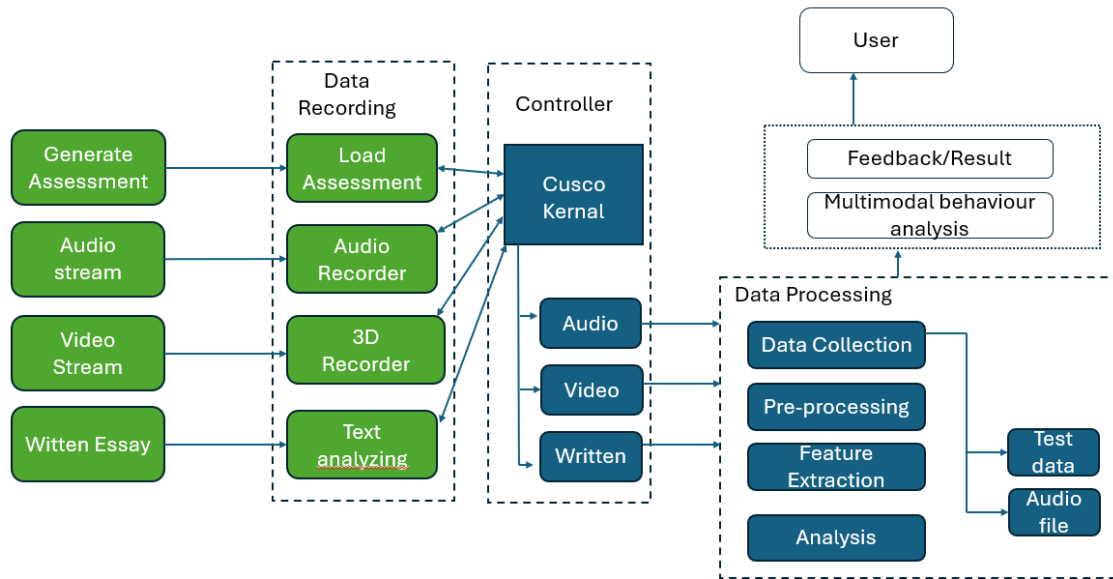 User
Data
Recording
Controller
Generate
Assessment
Load
Assessment
Cusco
Kernal
Feedback/Result
Multimodal behaviour
analysis
Audio
stream
Audio
Recorder
Data Processing
Video
Stream
3D
Recorder
Audio
Data Collection
Video
Pre-processing
Witten Essay
Text
analyzing
Written
Feature
Extraction
Test
data
Analysis
Audio
file